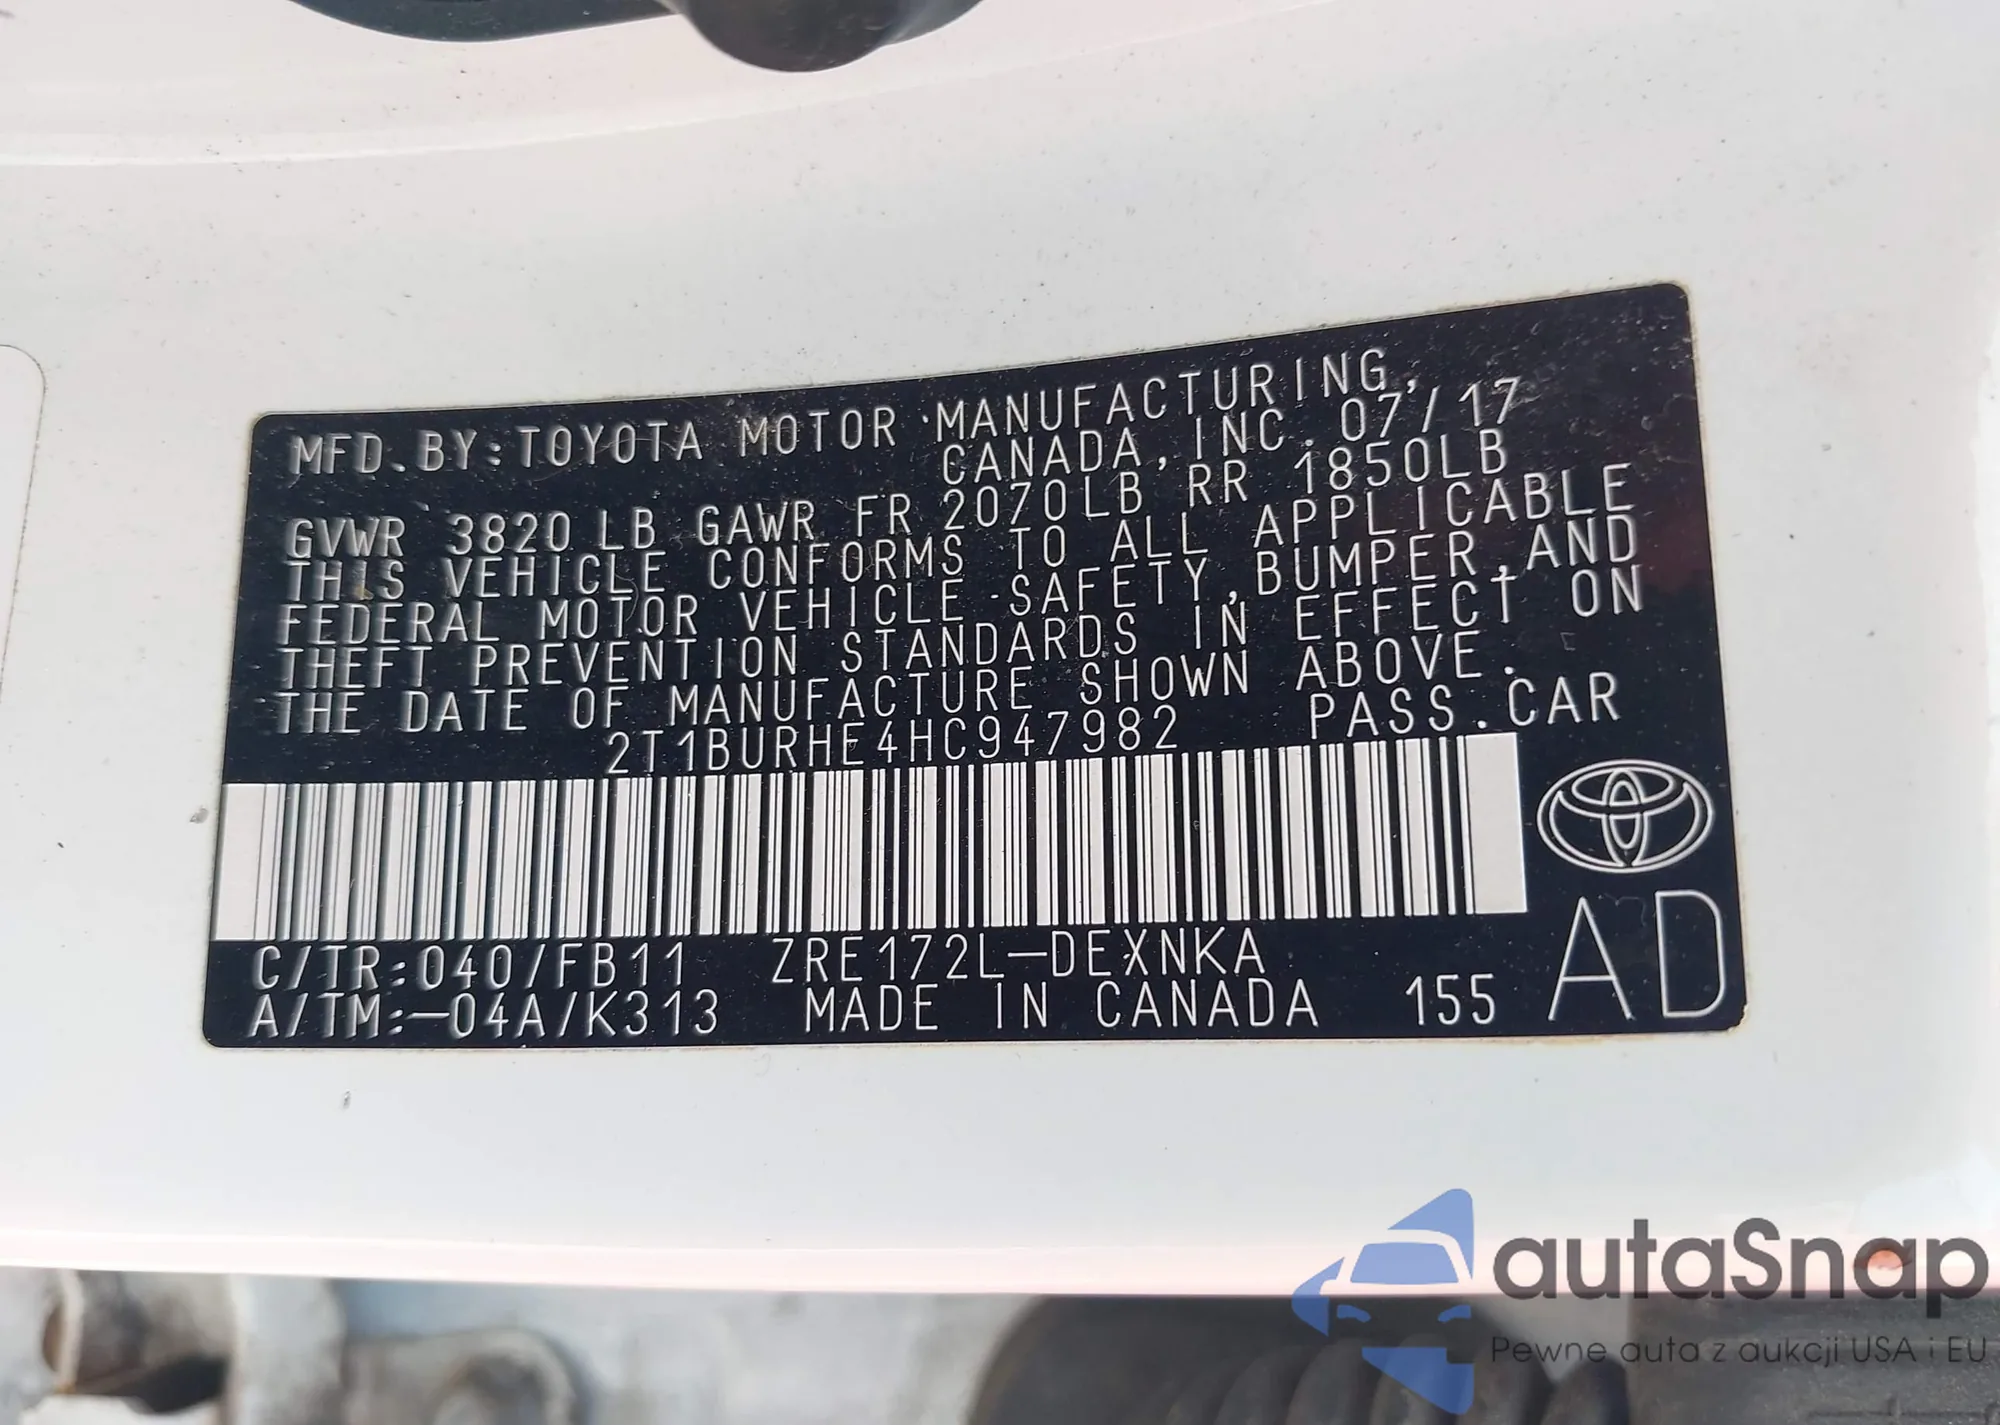 MFD. BY: TOYOTA MOTOR MANUFACTURING,
CANADA, INC. 07/17
GVWR 3820 LB GAWR FR 2070LB RR 1850LB
THIS VEHICLE CONFORMS TO ALL APPLICABLE
FEDERAL MOTOR VEHICLE SAFETY, BUMPER, AND
THEFT PREVENTION STANDARDS IN EFFECT ON
THE DATE OF MANUFACTURE SHOWN ABOVE.
2T1BURHE4HC947982 PASS. CAR
C/TR:040/FB11 ZRE172L-DEXNKA
A/TM:-04A/K313 MADE IN CANADA 155 AD
autaSnap
Pewne auta z aukcji USA i EU